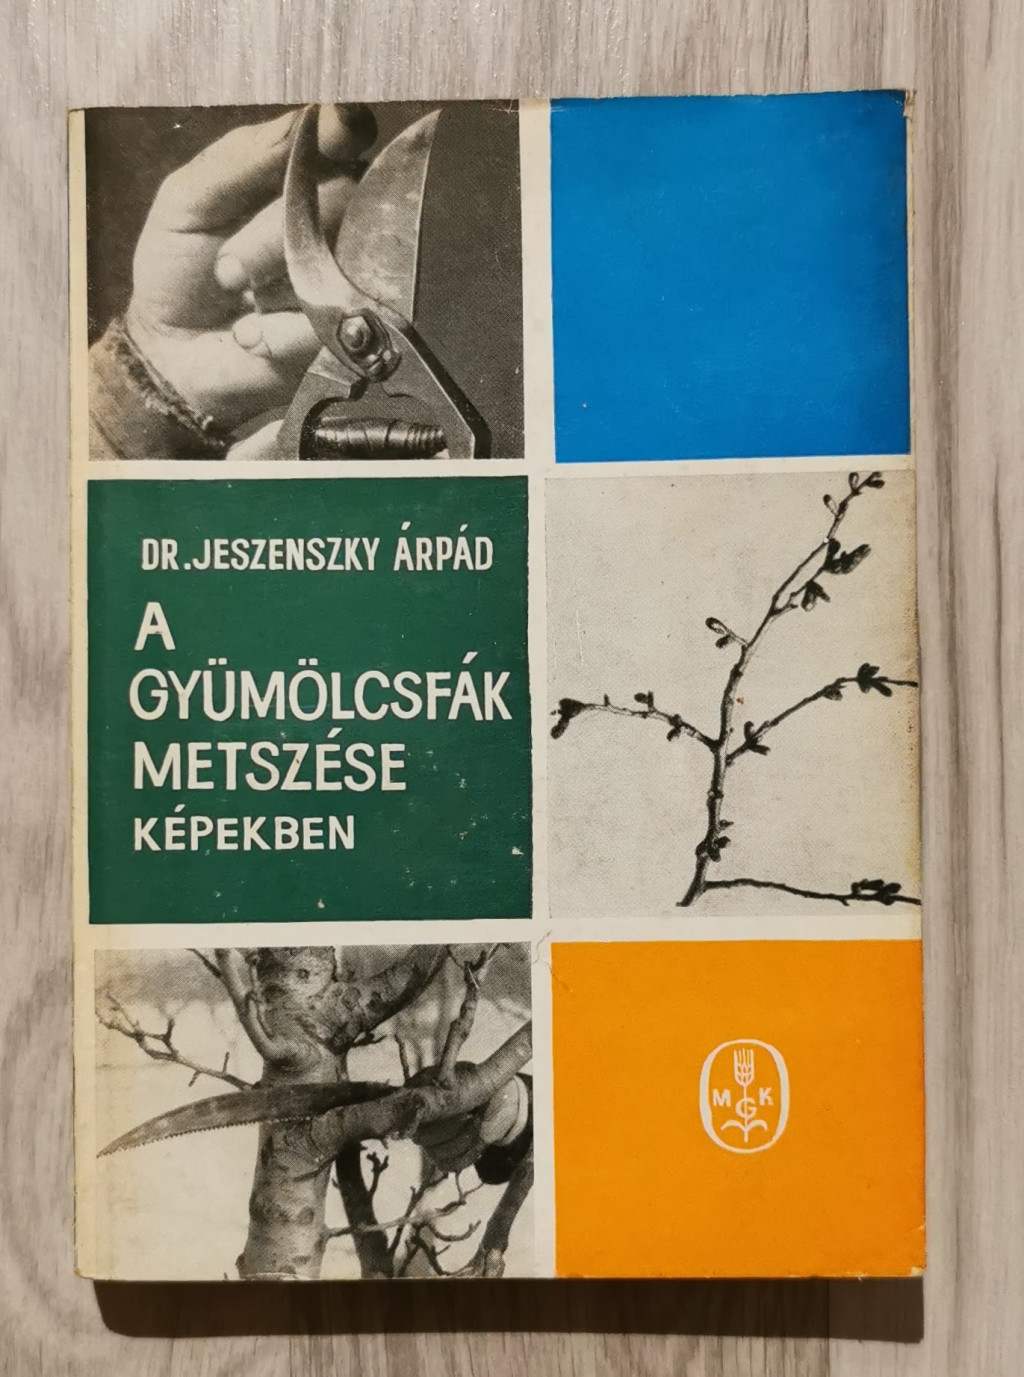 DR. JESZENSZKY ÁRPÁD
A
GYÜMÖLCSFÁK
METSZÉSE
KÉPEKBEN
M G K